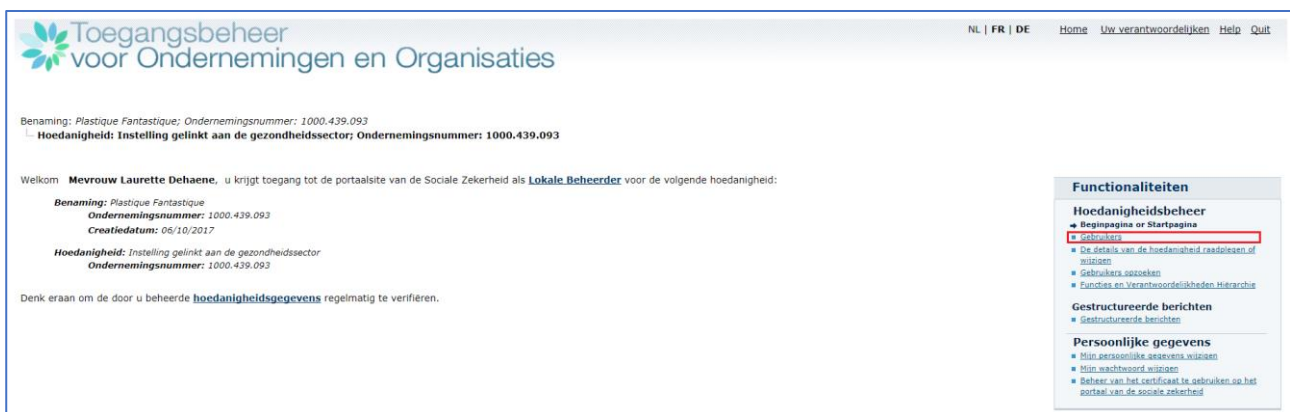 Toegangsbeheer
voor Ondernemingen en Organisaties
NL | FR | DE Home Uw verantwoordelijken Help Quit
Benaming: Plastique Fantastique; Ondernemingsnummer: 1000.439.093
Hoedanigheid: Instelling gelinkt aan de gezondheidssector; Ondernemingsnummer: 1000.439.093
Welkom Mevrouw Laurette Dehaene, u krijgt toegang tot de portaalsite van de Sociale Zekerheid als Lokale Beheerder voor de volgende hoedanigheid:
Benaming: Plastique Fantastique
Ondernemingsnummer: 1000.439.093
Creatiedatum: 06/10/2017
Hoedanigheid: Instelling gelinkt aan de gezondheidssector
Ondernemingsnummer: 1000.439.093
Denk eraan om de door u beheerde hoedanigheidsgegevens regelmatig te verifiëren.
Functionaliteiten
Hoedanigheidsbeheer
Beginpagina or Startpagina
Gebruikers
De details van de hoedanigheid raadplegen of
wijzigen
Gebruikers opzoeken
Functies en Verantwoordelijkheden Hiërarchie
Gestructureerde berichten
Gestructureerde berichten
Persoonlijke gegevens
Mijn persoonlijke gegevens wijzigen
Mijn wachtwoord wijzigen
Beheer van het certificaat te gebruiken op het
portaal van de sociale zekerheid